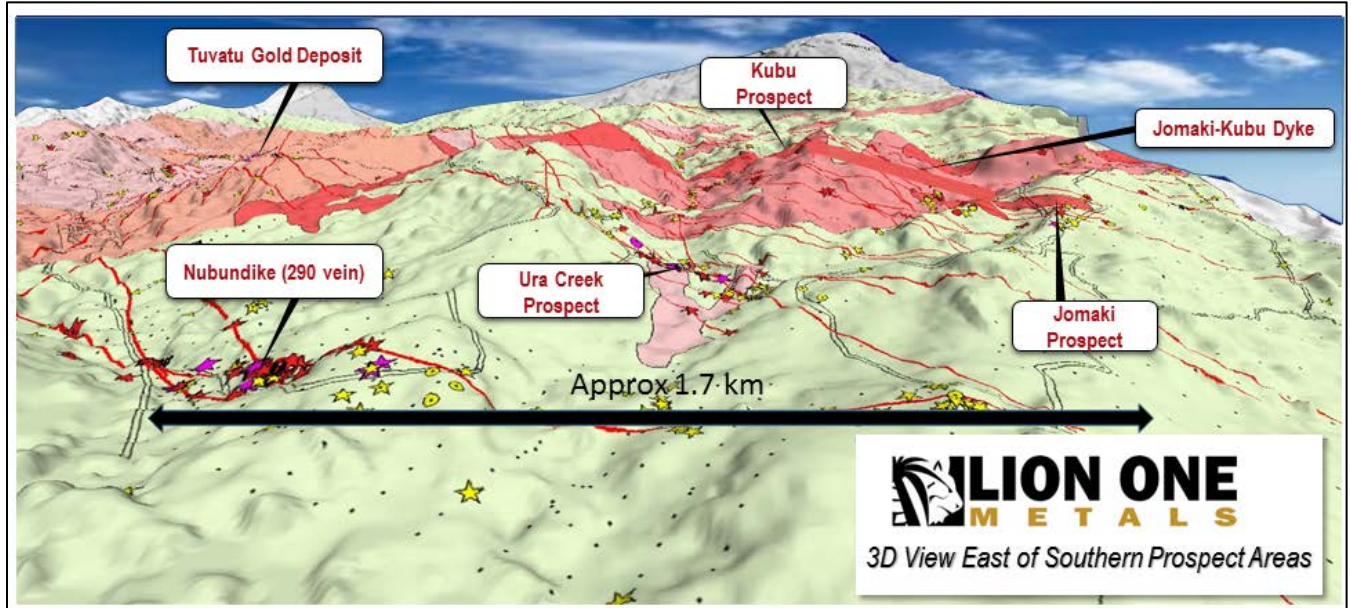 Tuvatu Gold Deposit
Kubu
Prospect
Jomaki-Kubu Dyke
Nubundike (290 vein)
Ura Creek
Prospect
Jomaki
Prospect
Approx 1.7 km
LION ONE
METALS
3D View East of Southern Prospect Areas